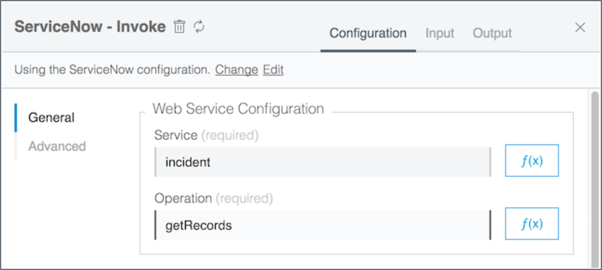 ServiceNow - Invoke
Configuration Input Output
Using the ServiceNow configuration. Change Edit
General
Advanced
Web Service Configuration
Service (required)
incident
ƒ(x)
Operation (required)
getRecords
ƒ(x)